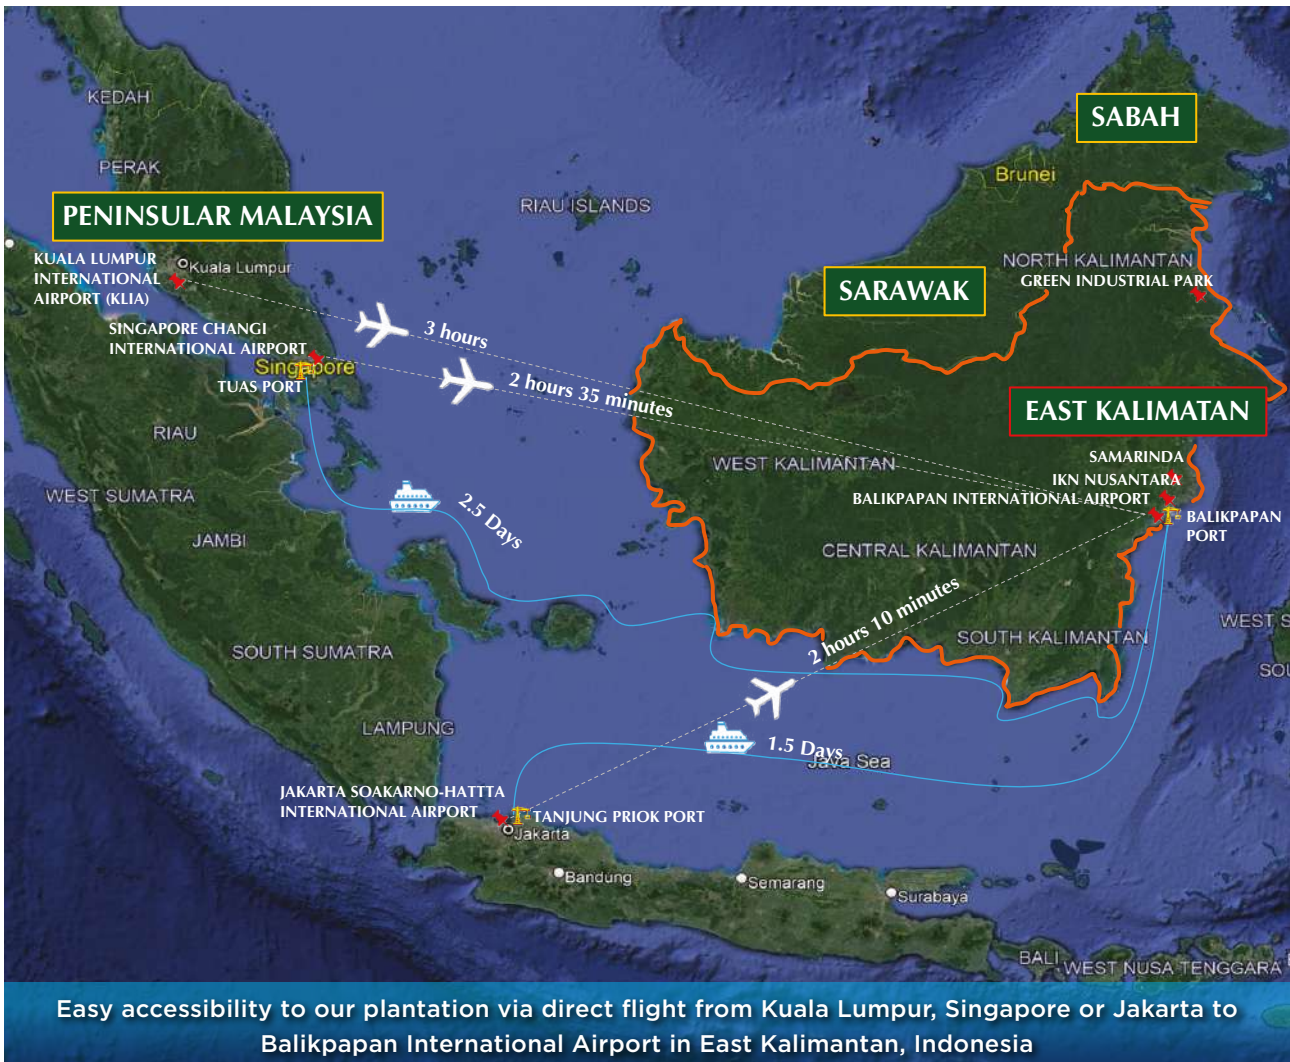 KEDAH
SABAH
PERAK
Brunei
PENINSULAR MALAYSIA
RIAU ISLANDS
KUALA LUMPUR
INTERNATIONAL
AIRPORT (KLIA)
Kuala Lumpur
NORTH KALIMANTAN
GREEN INDUSTRIAL PARK
SARAWAK
SINGAPORE CHANGI
INTERNATIONAL AIRPORT
3 hours
Singapore
TUAS PORT
2 hours 35 minutes
EAST KALIMATAN
RIAU
WEST KALIMANTAN
SAMARINDA
IKN NUSANTARA
BALIKPAPAN INTERNATIONAL AIRPORT
WEST SUMATRA
2.5 Days
BALIKPAPAN
PORT
JAMBI
CENTRAL KALIMANTAN
2 hours 10 minutes
WEST S
SOUTH SUMATRA
SOUTH KALIMANTAN
SOU
LAMPUNG
1.5 Days
Java Sea
JAKARTA SOAKARNO-HATTTA
INTERNATIONAL AIRPORT
TANJUNG PRIOK PORT
Jakarta
Bandung
Semarang
Surabaya
BALI
WEST NUSA TENGGARA
Easy accessibility to our plantation via direct flight from Kuala Lumpur, Singapore or Jakarta to
Balikpapan International Airport in East Kalimantan, Indonesia